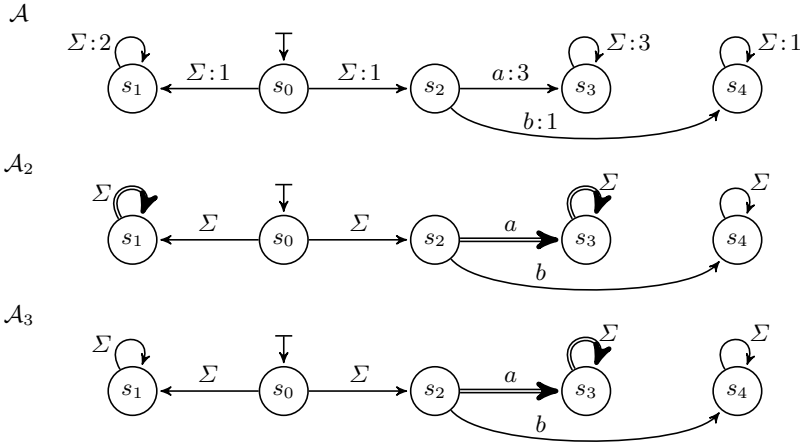 𝒜
Σ:2 Σ:3 Σ:1
Σ:1 Σ:1 a:3
s₁ s₀ s₂ s₃ s₄
b:1
𝒜₂
Σ Σ Σ
Σ Σ a
s₁ s₀ s₂ s₃ s₄
b
𝒜₃
Σ Σ Σ
Σ Σ a
s₁ s₀ s₂ s₃ s₄
b